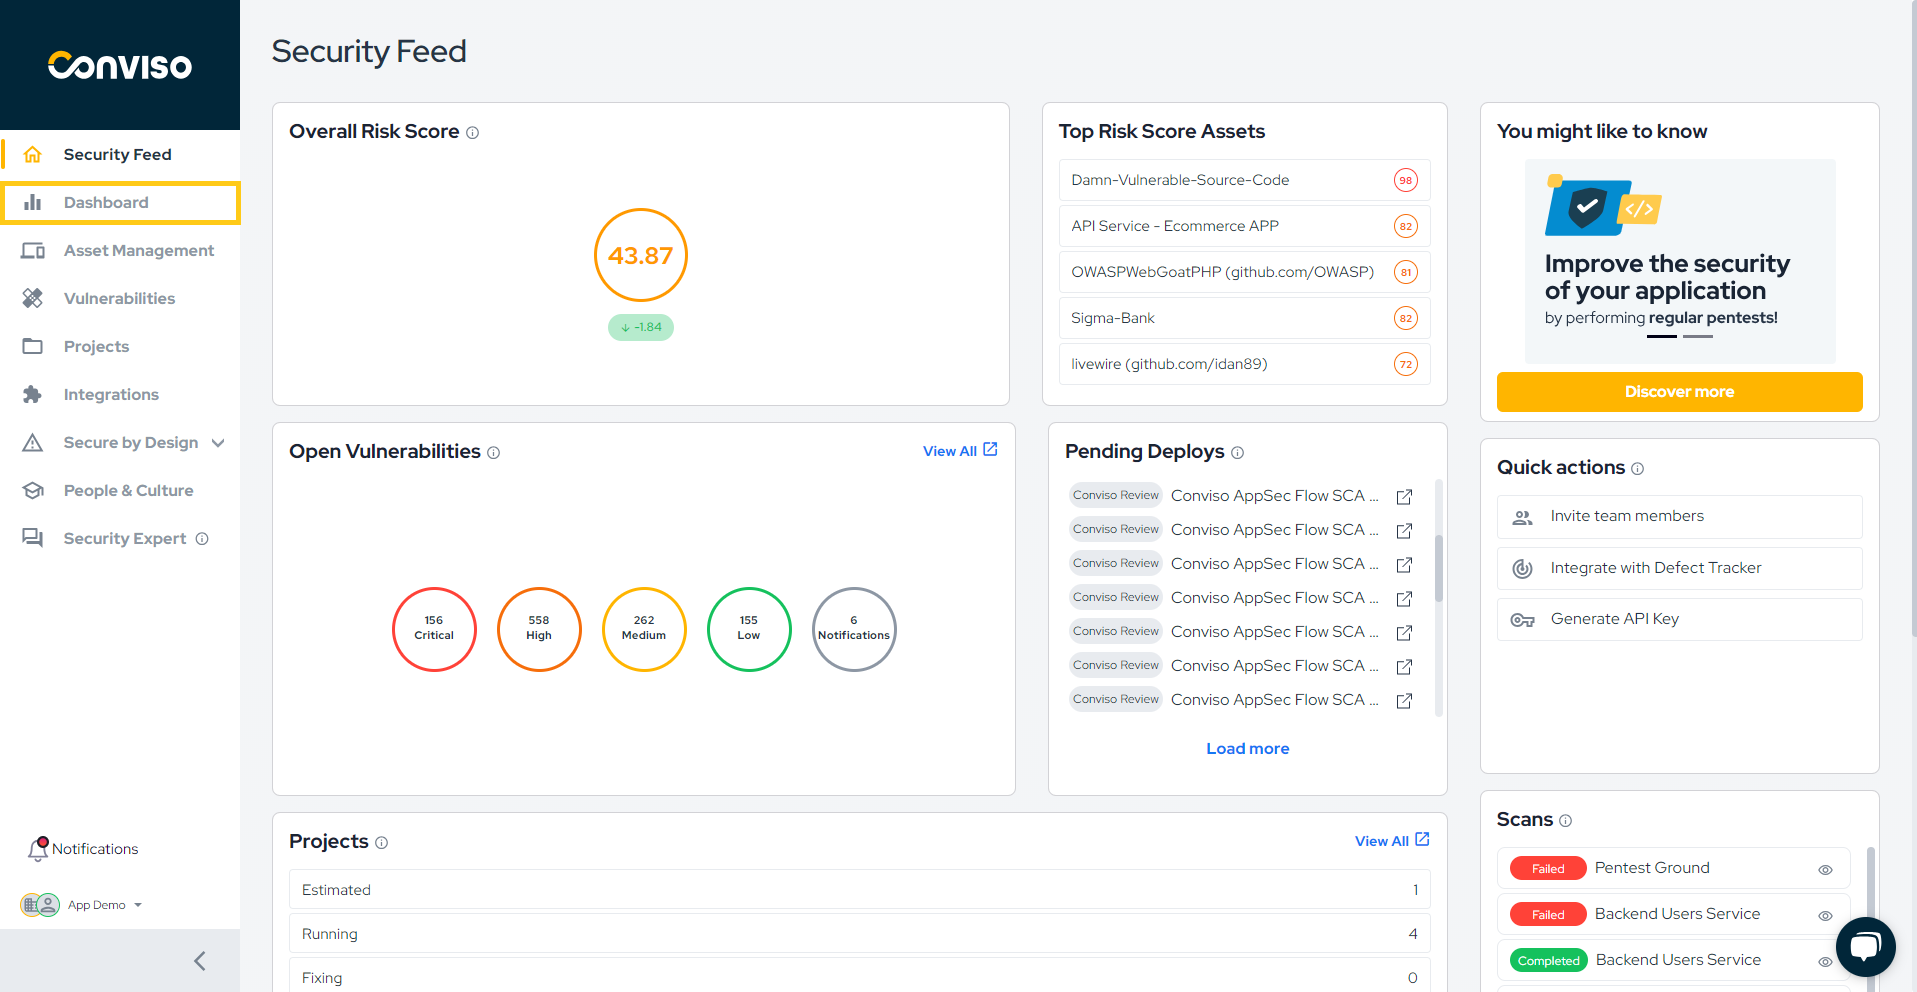 Conviso
Security Feed
Dashboard
Asset Management
Vulnerabilities
Projects
Integrations
Secure by Design
People & Culture
Security Expert
Notifications
App Demo
Security Feed
Overall Risk Score
43.87
-1.84
Top Risk Score Assets
Damn-Vulnerable-Source-Code 98
API Service - Ecommerce APP 82
OWASPWebGoatPHP (github.com/OWASP) 81
Sigma-Bank 82
livewire (github.com/idan89) 72
You might like to know
</>
Improve the security
of your application
by performing regular pentests!
Discover more
Open Vulnerabilities
View All
156
Critical
558
High
262
Medium
155
Low
6
Notifications
Pending Deploys
Conviso Review Conviso AppSec Flow SCA ...
Conviso Review Conviso AppSec Flow SCA ...
Conviso Review Conviso AppSec Flow SCA ...
Conviso Review Conviso AppSec Flow SCA ...
Conviso Review Conviso AppSec Flow SCA ...
Conviso Review Conviso AppSec Flow SCA ...
Conviso Review Conviso AppSec Flow SCA ...
Load more
Quick actions
Invite team members
Integrate with Defect Tracker
Generate API Key
Projects
View All
Estimated 1
Running 4
Fixing 0
Scans
Failed Pentest Ground
Failed Backend Users Service
Completed Backend Users Service